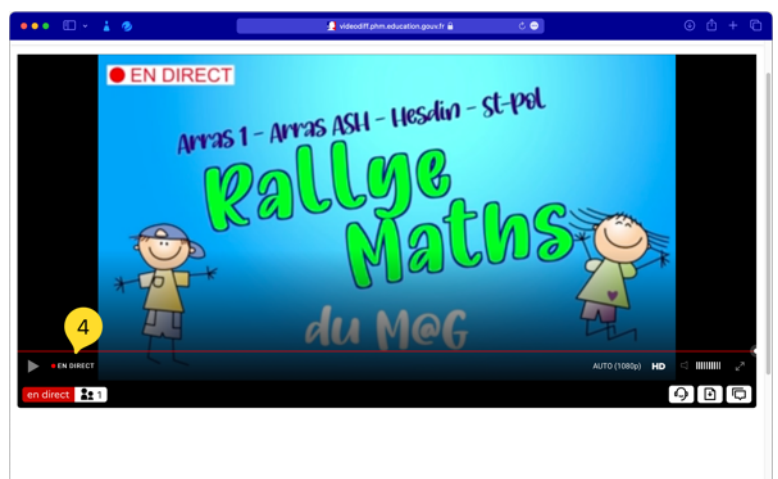 videodiff.phm.education.gouv.fr
EN DIRECT
Arras 1 - Arras ASH - Hesdin - St-Pol
Rallye
Maths
du M@G
4
EN DIRECT
AUTO (1080p) HD
en direct 1